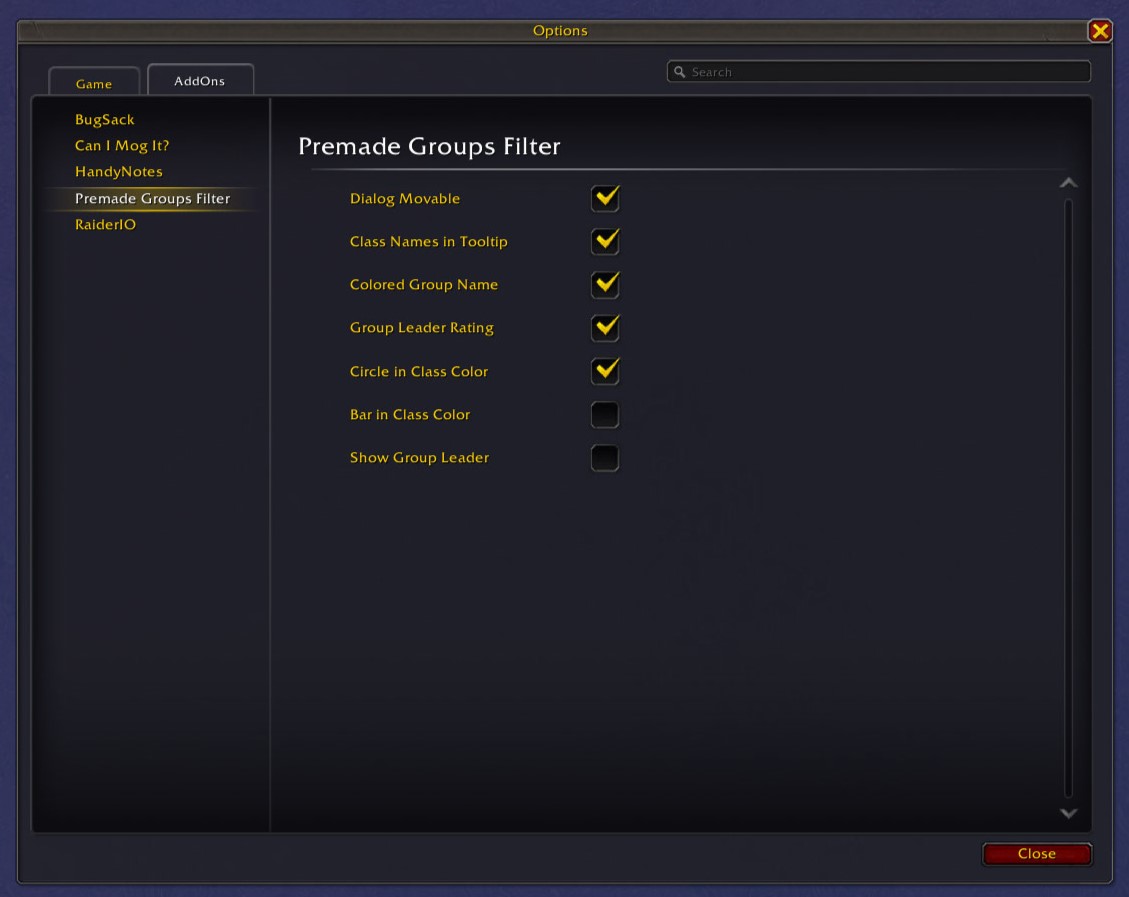 Options
Game
AddOns
Search
BugSack
Can I Mog It?
HandyNotes
Premade Groups Filter
RaiderIO
Premade Groups Filter
Dialog Movable
Class Names in Tooltip
Colored Group Name
Group Leader Rating
Circle in Class Color
Bar in Class Color
Show Group Leader
Close